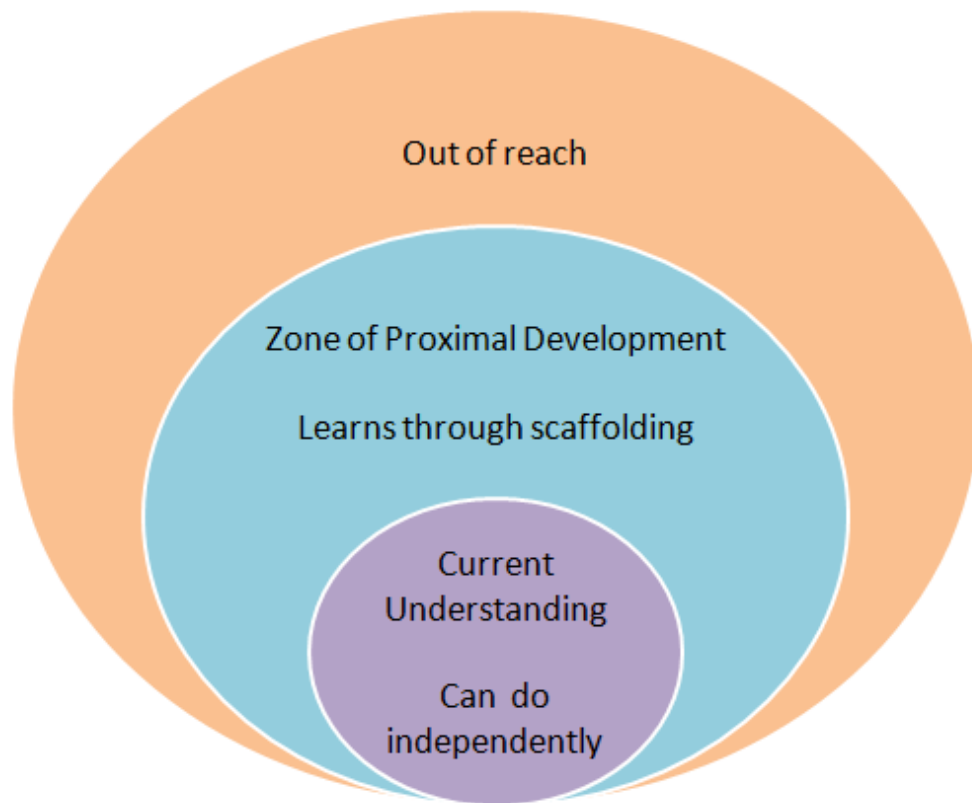 Out of reach
Zone of Proximal Development
Learns through scaffolding
Current
Understanding
Can do
independently